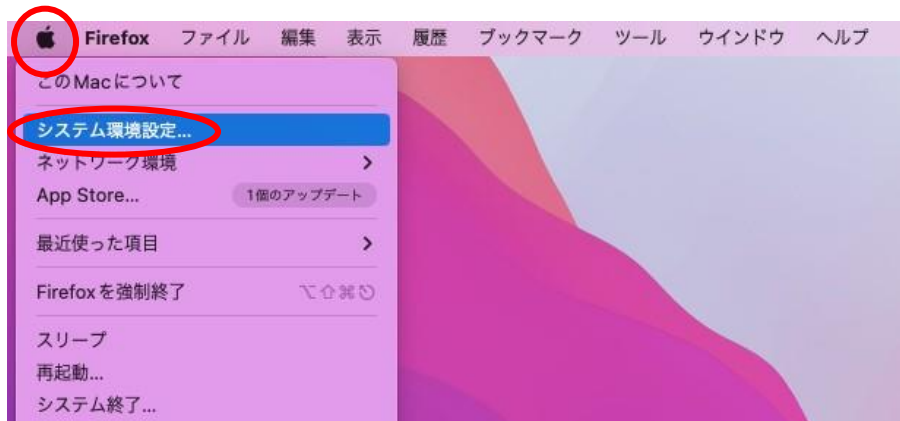 Firefox ファイル 編集 表示 履歴 ブックマーク ツール ウインドウ ヘルプ
このMacについて
システム環境設定...
ネットワーク環境 >
App Store... 1個のアップデート
最近使った項目 >
Firefoxを強制終了 ⌥⇧⌘⎋
スリープ
再起動...
システム終了...